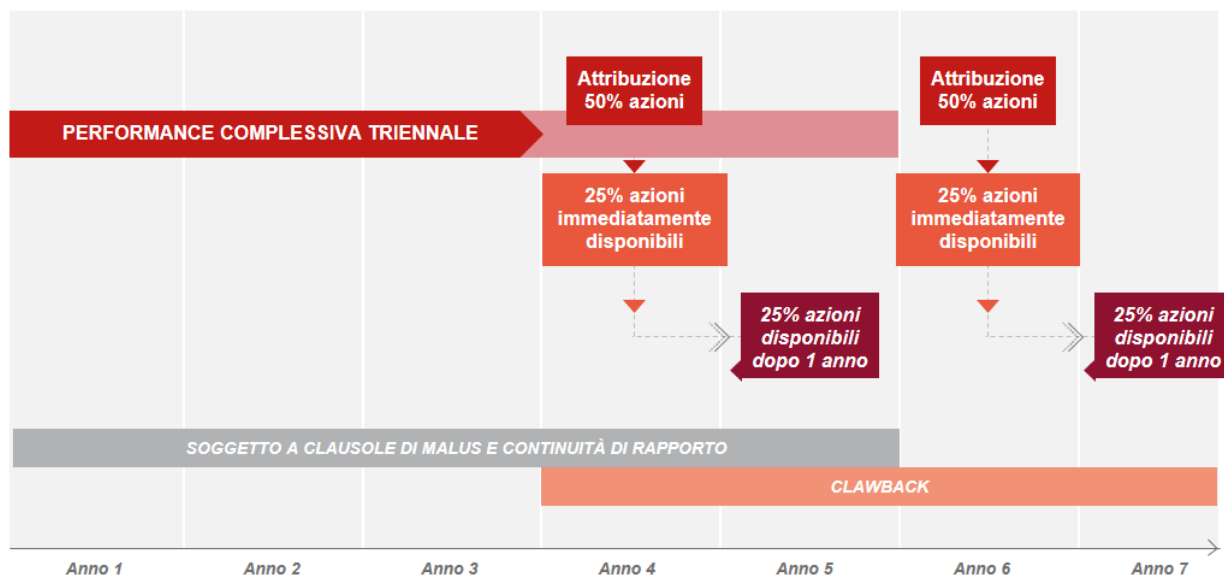 Attribuzione
50% azioni
Attribuzione
50% azioni
PERFORMANCE COMPLESSIVA TRIENNALE
25% azioni
immediatamente
disponibili
25% azioni
immediatamente
disponibili
25% azioni
disponibili
dopo 1 anno
25% azioni
disponibili
dopo 1 anno
SOGGETTO A CLAUSOLE DI MALUS E CONTINUITÀ DI RAPPORTO
CLAWBACK
Anno 1 Anno 2 Anno 3 Anno 4 Anno 5 Anno 6 Anno 7